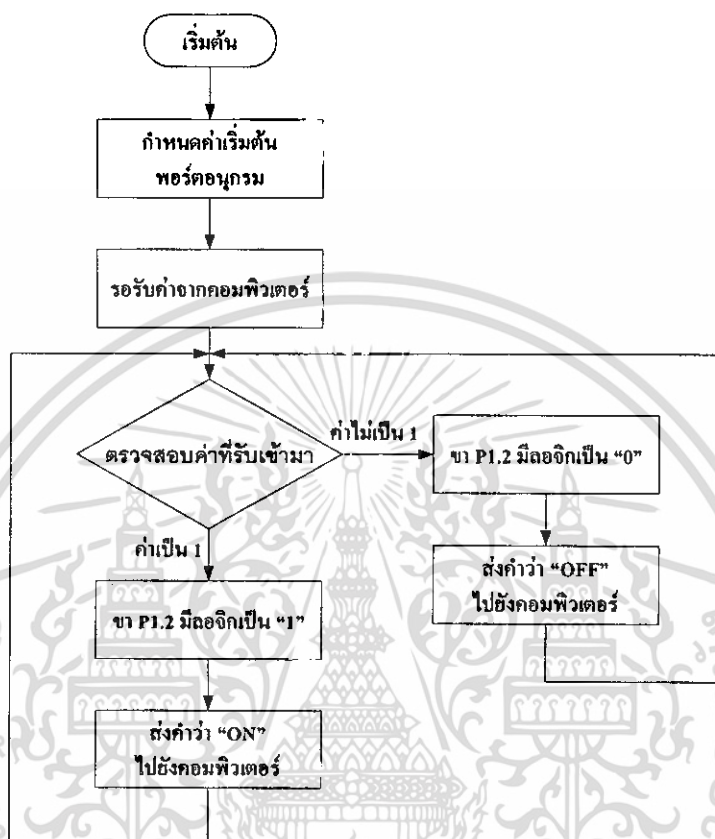 เริ่มต้น
กำหนดค่าเริ่มต้น
พอร์ตอนุกรม
รอรับค่าจากคอมพิวเตอร์
ตรวจสอบค่าที่รับเข้ามา
ค่าไม่เป็น 1
ขา P1.2 มีลอจิกเป็น “0”
ส่งคำว่า “OFF”
ไปยังคอมพิวเตอร์
ค่าเป็น 1
ขา P1.2 มีลอจิกเป็น “1”
ส่งคำว่า “ON”
ไปยังคอมพิวเตอร์